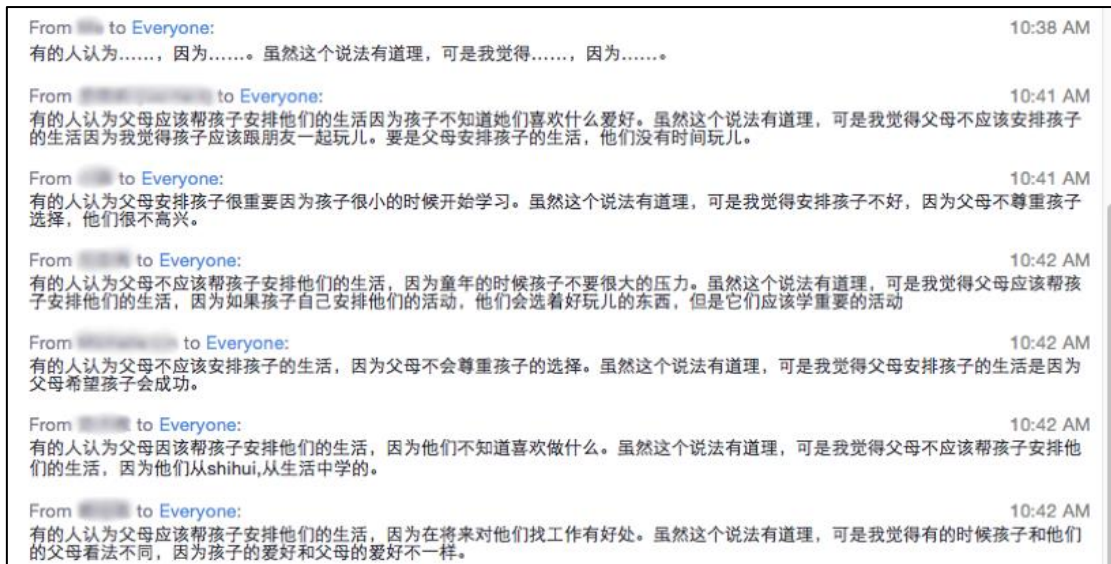 From to Everyone: 10:38 AM
有的人认为……，因为……。虽然这个说法有道理，可是我觉得……，因为……。
From to Everyone: 10:41 AM
有的人认为父母应该帮孩子安排他们的生活因为孩子不知道她们喜欢什么爱好。虽然这个说法有道理，可是我觉得父母不应该安排孩子
的生活因为我觉得孩子应该跟朋友一起玩儿。要是父母安排孩子的生活，他们没有时间玩儿。
From to Everyone: 10:41 AM
有的人认为父母安排孩子很重要因为孩子很小的时候开始学习。虽然这个说法有道理，可是我觉得安排孩子不好，因为父母不尊重孩子
选择，他们很不高兴。
From to Everyone: 10:42 AM
有的人认为父母不应该帮孩子安排他们的生活，因为童年的时候孩子不要很大的压力。虽然这个说法有道理，可是我觉得父母应该帮孩
子安排他们的生活，因为如果孩子自己安排他们的活动，他们会选着好玩儿的东西，但是它们应该学重要的活动
From to Everyone: 10:42 AM
有的人认为父母不应该安排孩子的生活，因为父母不会尊重孩子的选择。虽然这个说法有道理，可是我觉得父母安排孩子的生活是因为
父母希望孩子会成功。
From to Everyone: 10:42 AM
有的人认为父母因该帮孩子安排他们的生活，因为他们不知道喜欢做什么。虽然这个说法有道理，可是我觉得父母不应该帮孩子安排他
们的生活，因为他们从shihui,从生活中学的。
From to Everyone: 10:42 AM
有的人认为父母应该帮孩子安排他们的生活，因为在将来对他们找工作有好处。虽然这个说法有道理，可是我觉得有的时候孩子和他们
的父母看法不同，因为孩子的爱好和父母的爱好不一样。